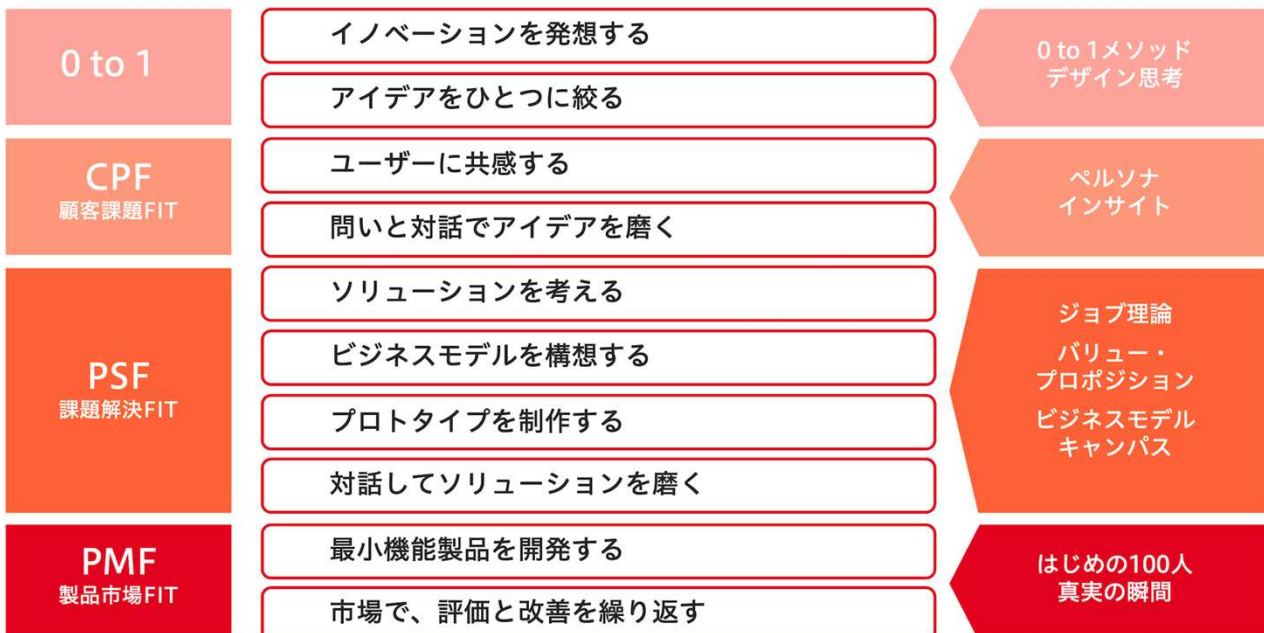 0 to 1
イノベーションを発想する
アイデアをひとつに絞る
0 to 1メソッド
デザイン思考
CPF
顧客課題FIT
ユーザーに共感する
問いと対話でアイデアを磨く
ペルソナ
インサイト
PSF
課題解決FIT
ソリューションを考える
ビジネスモデルを構想する
プロトタイプを制作する
対話してソリューションを磨く
ジョブ理論
バリュー・
プロポジション
ビジネスモデル
キャンパス
PMF
製品市場FIT
最小機能製品を開発する
市場で、評価と改善を繰り返す
はじめの100人
真実の瞬間